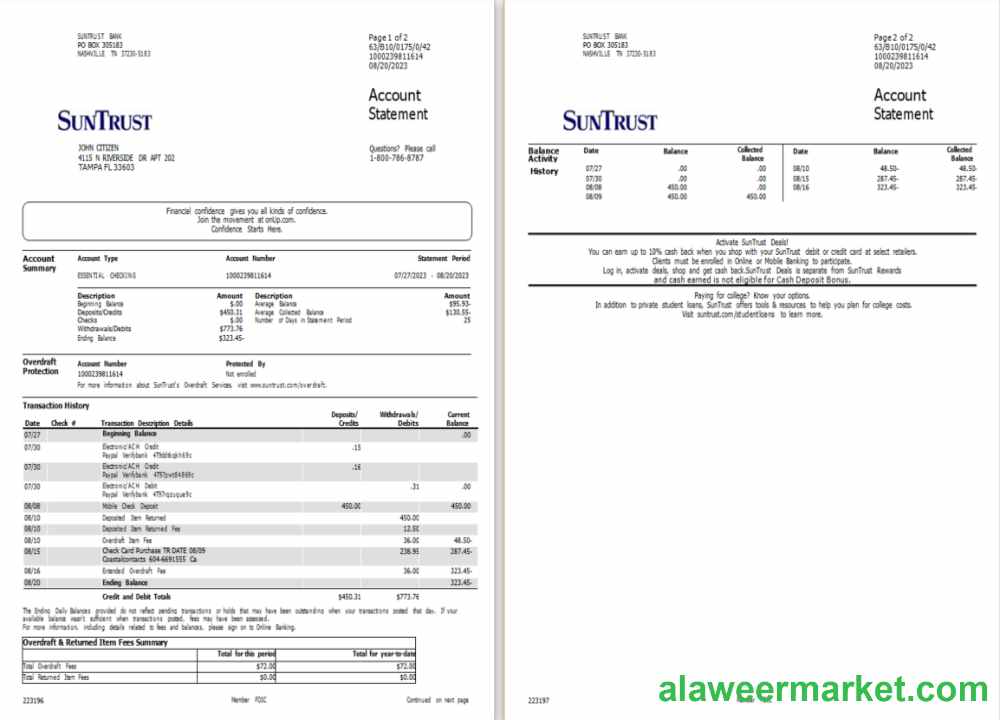 SUNTRUST BANK
PO BOX 305183
NASHVILLE TN 37230-5183
Page 1 of 2
63/B10/0175/0/42
1000239811614
08/20/2023
Account
Statement
SUNTRUST
JOHN CITIZEN
4115 N RIVERSIDE DR APT 202
TAMPA FL 33603
Questions? Please call
1-800-786-8787
Financial confidence gives you all kinds of confidence.
Join the movement at onUp.com.
Confidence Starts Here.
Account Summary
Account Type Account Number Statement Period
ESSENTIAL CHECKING 1000239811614 07/27/2023 - 08/20/2023
Description Amount Description Amount
Beginning Balance $.00 Average Balance $95.93-
Deposits/Credits $450.31 Average Collected Balance $130.55-
Checks $.00 Number of Days in Statement Period 25
Withdrawals/Debits $773.76
Ending Balance $323.45-
Overdraft Protection
Account Number Protected By
1000239811614 Not enrolled
For more information about SunTrust's Overdraft Services, visit www.suntrust.com/overdraft.
Transaction History
Date Check # Transaction Description Details Deposits/ Credits Withdrawals/ Debits Current Balance
07/27 Beginning Balance .00
07/30 Electronic/ACH Credit .15
Paypal Verifybank
07/30 Electronic/ACH Credit .16
Paypal Verifybank
07/30 Electronic/ACH Debit .31 .00
Paypal Verifybank
08/08 Mobile Check Deposit 450.00 450.00
08/10 Deposited Item Returned 450.00
08/10 Deposited Item Returned Fee 12.50
08/10 Overdraft Item Fee 36.00 48.50-
08/15 Check Card Purchase TR DATE 08/09 238.95 287.45-
Coastalcontacts 604-6691555 Ca
08/16 Extended Overdraft Fee 36.00 323.45-
08/20 Ending Balance 323.45-
Credit and Debit Totals $450.31 $773.76
The Ending Daily Balances provided do not reflect pending transactions or holds that may have been outstanding when your transactions posted that day. If your
available balance wasn't sufficient when transactions posted, fees may have been assessed.
For more information, including details related to fees and balances, please sign on to Online Banking.
Overdraft & Returned Item Fees Summary
Total for this period Total for year-to-date
Total Overdraft Fees $72.00 $72.00
Total Returned Item Fees $0.00 $0.00
223196 Member FDIC Continued on next page
SUNTRUST BANK
PO BOX 305183
NASHVILLE TN 37230-5183
Page 2 of 2
63/B10/0175/0/42
1000239811614
08/20/2023
Account
Statement
SUNTRUST
Balance Activity History
Date Balance Collected Balance Date Balance Collected Balance
07/27 .00 .00 08/10 48.50- 48.50-
07/30 .00 .00 08/15 287.45- 287.45-
08/08 450.00 .00 08/16 323.45- 323.45-
08/09 450.00 450.00
Activate SunTrust Deals!
You can earn up to 10% cash back when you shop with your SunTrust debit or credit card at select retailers.
Clients must be enrolled in Online or Mobile Banking to participate.
Log in, activate deals, shop and get cash back.SunTrust Deals is separate from SunTrust Rewards
and cash earned is not eligible for Cash Deposit Bonus.
Paying for college? Know your options.
In addition to private student loans, SunTrust offers tools & resources to help you plan for college costs.
Visit suntrust.com/studentloans to learn more.
223197
alaweermarket.com